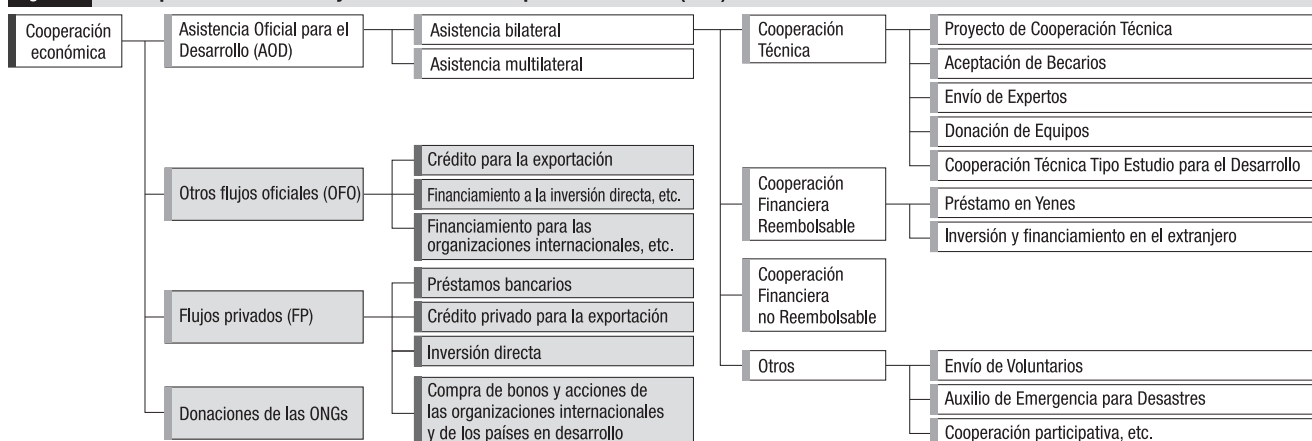 Cooperación
económica
Asistencia Oficial para el
Desarrollo (AOD)
Asistencia bilateral
Asistencia multilateral
Cooperación
Técnica
Proyecto de Cooperación Técnica
Aceptación de Becarios
Envío de Expertos
Donación de Equipos
Cooperación Técnica Tipo Estudio para el Desarrollo
Otros flujos oficiales (OFO)
Crédito para la exportación
Financiamiento a la inversión directa, etc.
Financiamiento para las
organizaciones internacionales, etc.
Cooperación
Financiera
Reembolsable
Préstamo en Yenes
Inversión y financiamiento en el extranjero
Flujos privados (FP)
Préstamos bancarios
Crédito privado para la exportación
Inversión directa
Compra de bonos y acciones de
las organizaciones internacionales
y de los países en desarrollo
Cooperación
Financiera
no Reembolsable
Otros
Envío de Voluntarios
Auxilio de Emergencia para Desastres
Cooperación participativa, etc.
Donaciones de las ONGs